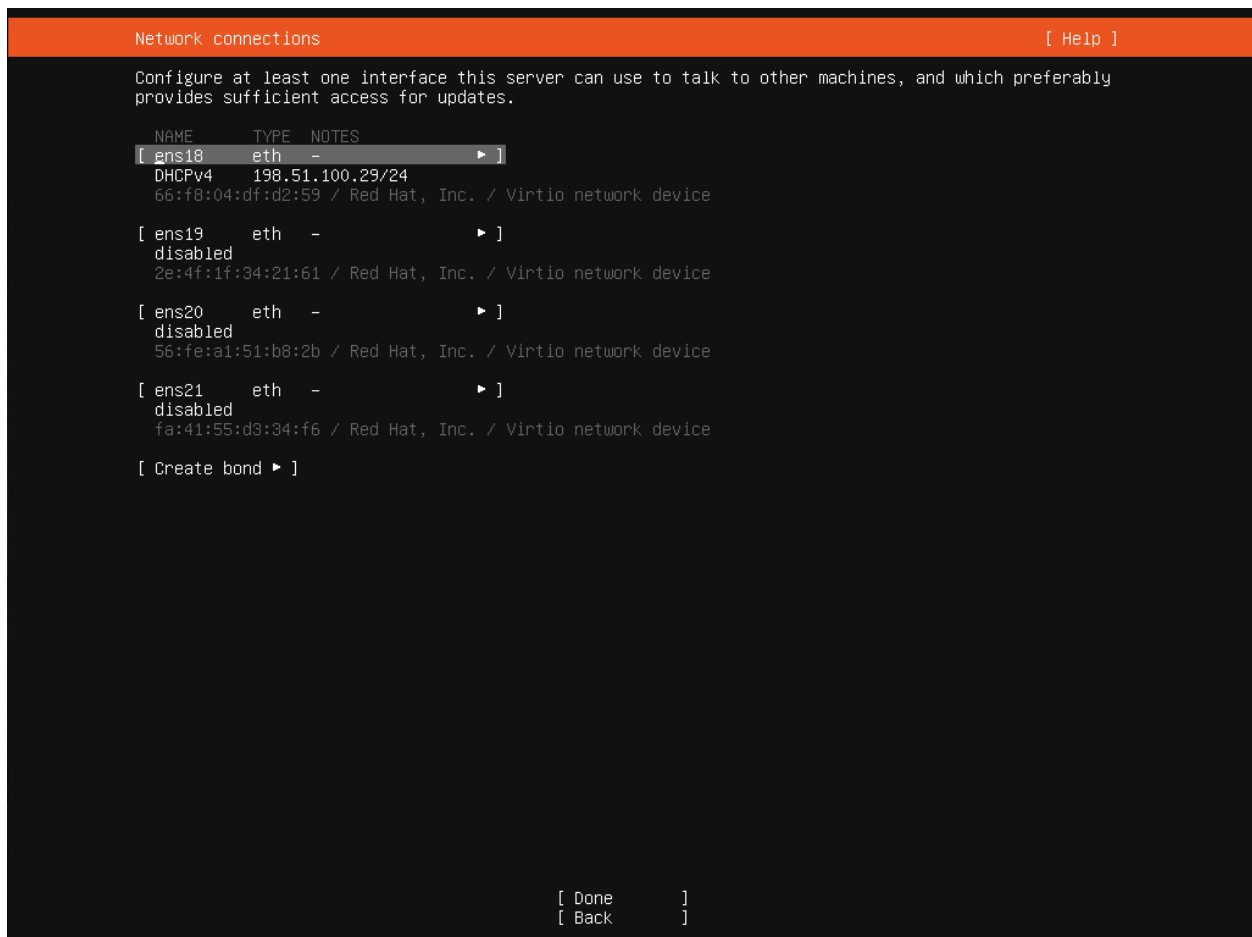 Network connections [ Help ]
Configure at least one interface this server can use to talk to other machines, and which preferably
provides sufficient access for updates.
NAME TYPE NOTES
[ ens18 eth - ▸ ]
DHCPv4 198.51.100.29/24
66:f8:04:df:d2:59 / Red Hat, Inc. / Virtio network device
[ ens19 eth - ▸ ]
disabled
2e:4f:1f:34:21:61 / Red Hat, Inc. / Virtio network device
[ ens20 eth - ▸ ]
disabled
56:fe:a1:51:b8:2b / Red Hat, Inc. / Virtio network device
[ ens21 eth - ▸ ]
disabled
fa:41:55:d3:34:f6 / Red Hat, Inc. / Virtio network device
[ Create bond ▸ ]
[ Done ]
[ Back ]